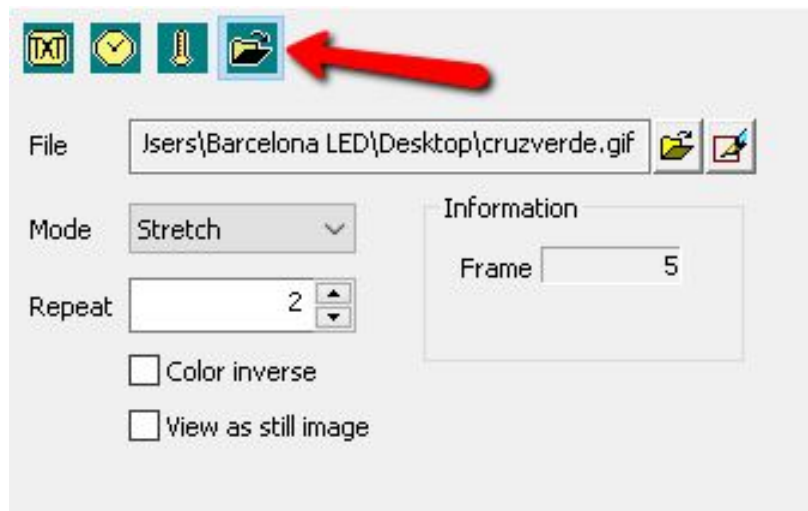 TXT
File Jsers\Barcelona LED\Desktop\cruzverde.gif
Mode Stretch
Information
Frame 5
Repeat 2
Color inverse
View as still image